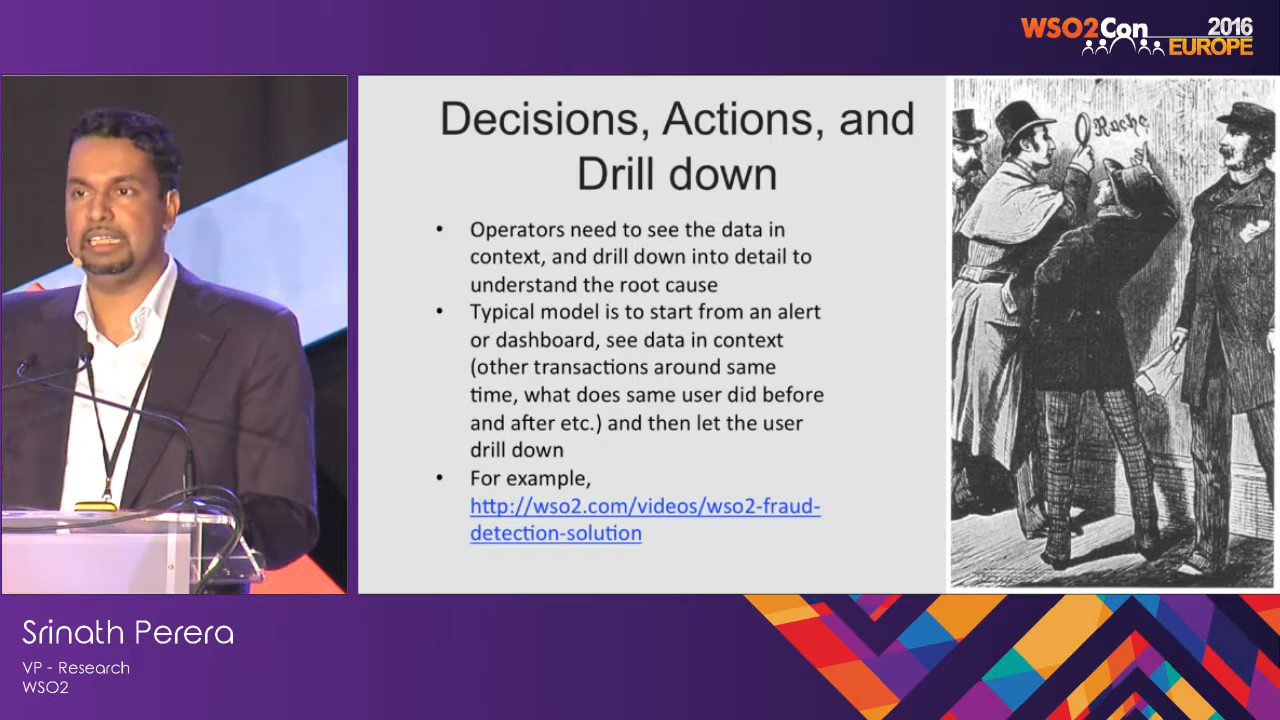 WSO2Con 2016
EUROPE
Decisions, Actions, and
Drill down
• Operators need to see the data in
context, and drill down into detail to
understand the root cause
• Typical model is to start from an alert
or dashboard, see data in context
(other transactions around same
time, what does same user did before
and after etc.) and then let the user
drill down
• For example,
http://wso2.com/videos/wso2-fraud-
detection-solution
Rache
Srinath Perera
VP - Research
WSO2